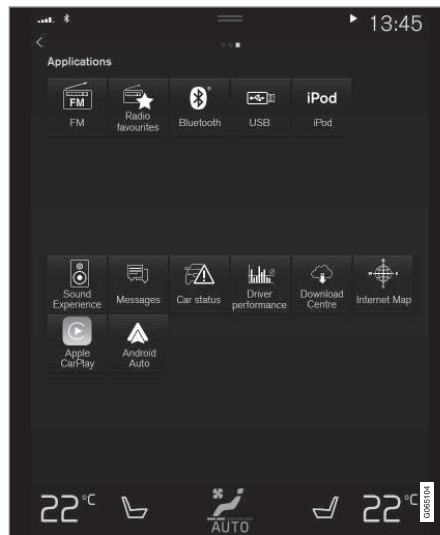 13:45
Applications
FM
iPod
FM
Radio
favourites
Bluetooth
USB
iPod
Sound
Experience
Messages
Car status
Driver
performance
Download
Centre
Internet Map
Apple
CarPlay
Android
Auto
22°C
AUTO
22°C
G065104